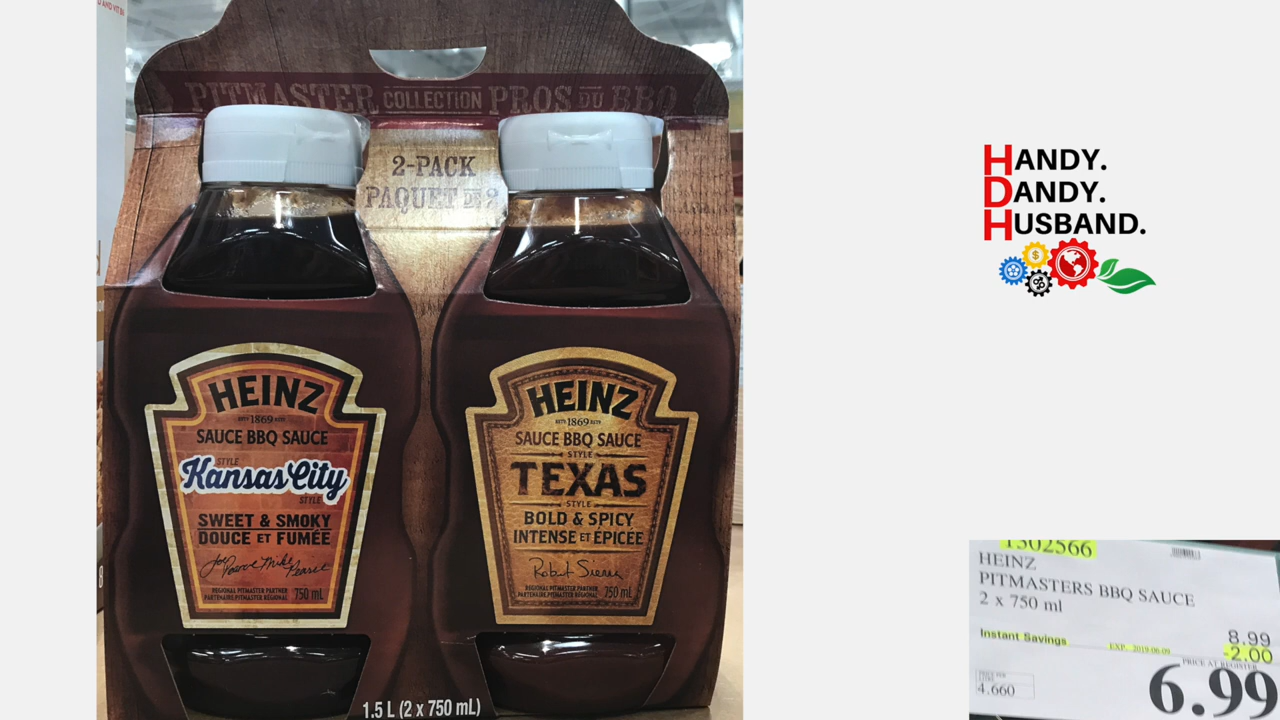 PITMASTER COLLECTION PROS DU BBQ
2-PACK
PAQUET DE 2
HEINZ
ESTD 1869 ESTD
SAUCE BBQ SAUCE
STYLE
Kansas City
STYLE
SWEET & SMOKY
DOUCE ET FUMÉE
REGIONAL PITMASTER PARTNER
PARTENAIRE PITMASTER RÉGIONAL
750 mL
HEINZ
ESTD 1869 ESTD
SAUCE BBQ SAUCE
STYLE
TEXAS
STYLE
BOLD & SPICY
INTENSE ET ÉPICÉE
REGIONAL PITMASTER PARTNER
PARTENAIRE PITMASTER RÉGIONAL
750 mL
1.5 L (2 x 750 mL)
HANDY.
DANDY.
HUSBAND.
1302566
HEINZ
PITMASTERS BBQ SAUCE
2 x 750 ml
8.99
Instant Savings EXP. 2019-06-09 -2.00
PRICE AT REGISTER
4.660
6.99